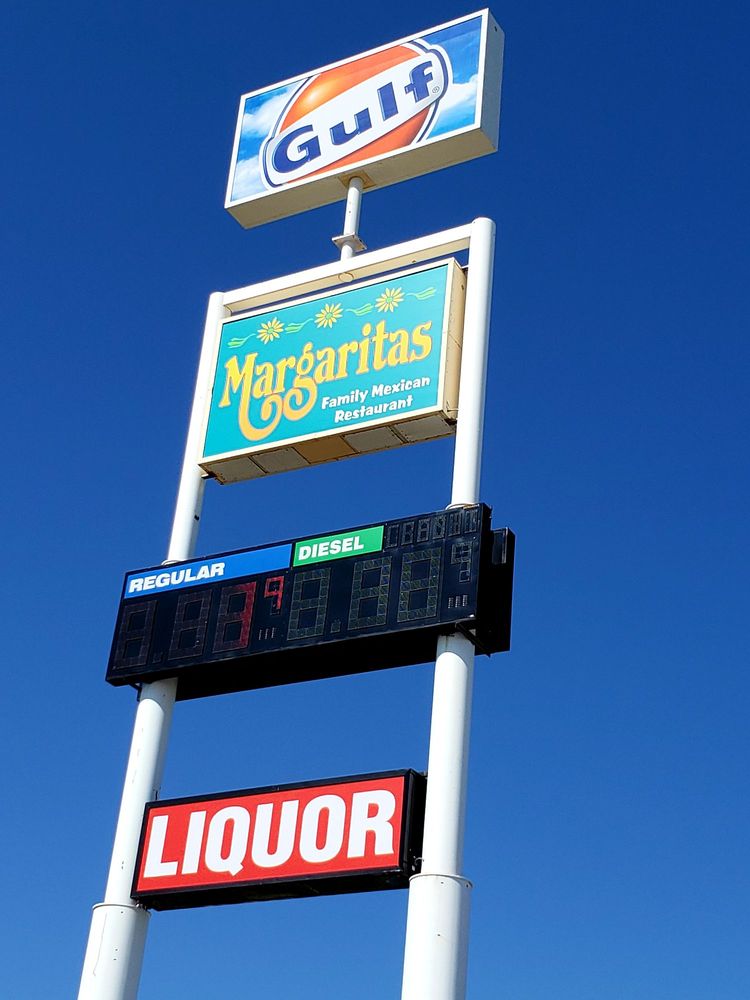 Gulf
Margaritas
Family Mexican
Restaurant
REGULAR
DIESEL
LIQUOR